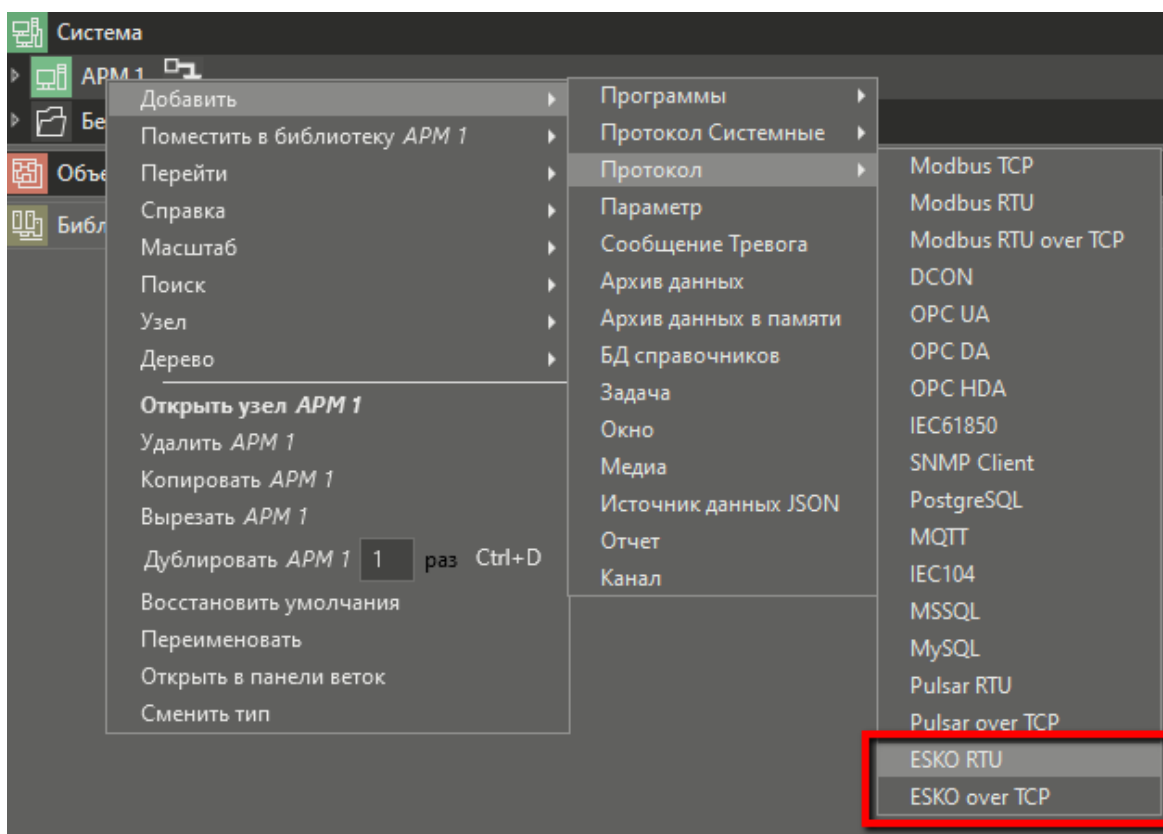 Система
АРМ 1
Бе
Объе
Библ
Добавить
Поместить в библиотеку АРМ 1
Перейти
Справка
Масштаб
Поиск
Узел
Дерево
Открыть узел АРМ 1
Удалить АРМ 1
Копировать АРМ 1
Вырезать АРМ 1
Дублировать АРМ 1 1 раз Ctrl+D
Восстановить умолчания
Переименовать
Открыть в панели веток
Сменить тип
Программы
Протокол Системные
Протокол
Параметр
Сообщение Тревога
Архив данных
Архив данных в памяти
БД справочников
Задача
Окно
Медиа
Источник данных JSON
Отчет
Канал
Modbus TCP
Modbus RTU
Modbus RTU over TCP
DCON
OPC UA
OPC DA
OPC HDA
IEC61850
SNMP Client
PostgreSQL
MQTT
IEC104
MSSQL
MySQL
Pulsar RTU
Pulsar over TCP
ESKO RTU
ESKO over TCP